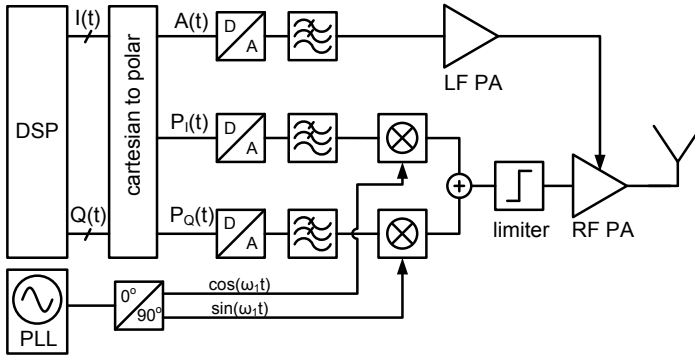 I(t)
A(t)
D
A
LF PA
DSP
cartesian to polar
P_I(t)
D
A
Q(t)
P_Q(t)
D
A
limiter
RF PA
PLL
0°
90°
cos(ω₁t)
sin(ω₁t)